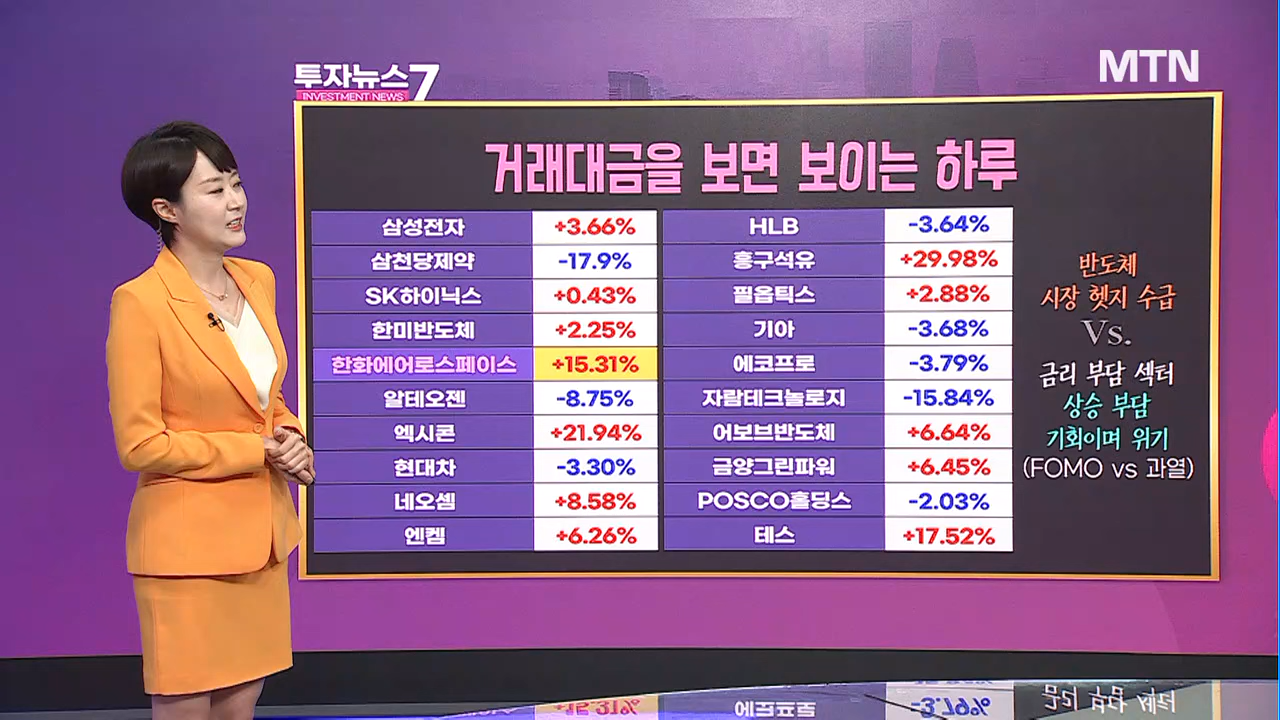 투자뉴스7
INVESTMENT NEWS
MTN
거래대금을 보면 보이는 하루
삼성전자 +3.66%
삼천당제약 -17.9%
SK하이닉스 +0.43%
한미반도체 +2.25%
한화에어로스페이스 +15.31%
알테오젠 -8.75%
엑시콘 +21.94%
현대차 -3.30%
네오셈 +8.58%
엔켐 +6.26%
HLB -3.64%
흥구석유 +29.98%
필옵틱스 +2.88%
기아 -3.68%
에코프로 -3.79%
자람테크놀로지 -15.84%
어보브반도체 +6.64%
금양그린파워 +6.45%
POSCO홀딩스 -2.03%
테스 +17.52%
반도체
시장 헷지 수급
Vs.
금리 부담 섹터
상승 부담
기회이며 위기
(FOMO vs 과열)